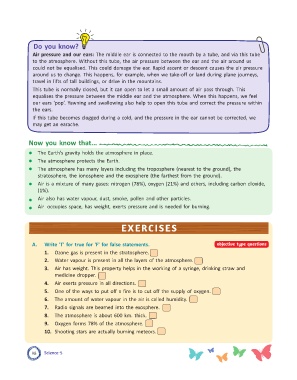 Do you know?
Air pressure and our ears: The middle ear is connected to the mouth by a tube, and via this tube
to the atmosphere. Without this tube, the air pressure between the ear and the air around us
could not be equalised. This could damage the ear. Rapid ascent or descent causes the air pressure
around us to change. This happens, for example, when we take-off or land during plane journeys,
travel in lifts of tall buildings, or drive in the mountains.
This tube is normally closed, but it can open to let a small amount of air pass through. This
equalises the pressure between the middle ear and the atmosphere. When this happens, we feel
our ears 'pop'. Yawning and swallowing also help to open this tube and correct the pressure within
the ears.
If this tube becomes clogged during a cold, and the pressure in the ear cannot be corrected, we
may get an earache.
Now you know that...
The Earth's gravity holds the atmosphere in place.
The atmosphere protects the Earth.
The atmosphere has many layers including the troposphere (nearest to the ground), the
stratosphere, the ionosphere and the exosphere (the farthest from the ground).
Air is a mixture of many gases: nitrogen (78%), oxygen (21%) and others, including carbon dioxide,
(1%).
Air also has water vapour, dust, smoke, pollen and other particles.
Air occupies space, has weight, exerts pressure and is needed for burning.
EXERCISES
A. Write 'T' for true for 'F' for false statements.
objective type questions
1. Ozone gas is present in the stratosphere.
2. Water vapour is present in all the layers of the atmosphere.
3. Air has weight. This property helps in the working of a syringe, drinking straw and
medicine dropper.
4. Air exerts pressure in all directions.
5. One of the ways to put off a fire is to cut off the supply of oxygen.
6. The amount of water vapour in the air is called humidity.
7. Radio signals are beamed into the exosphere.
8. The atmosphere is about 600 km. thick.
9. Oxygen forms 78% of the atmosphere.
10. Shooting stars are actually burning meteors.
Science-5